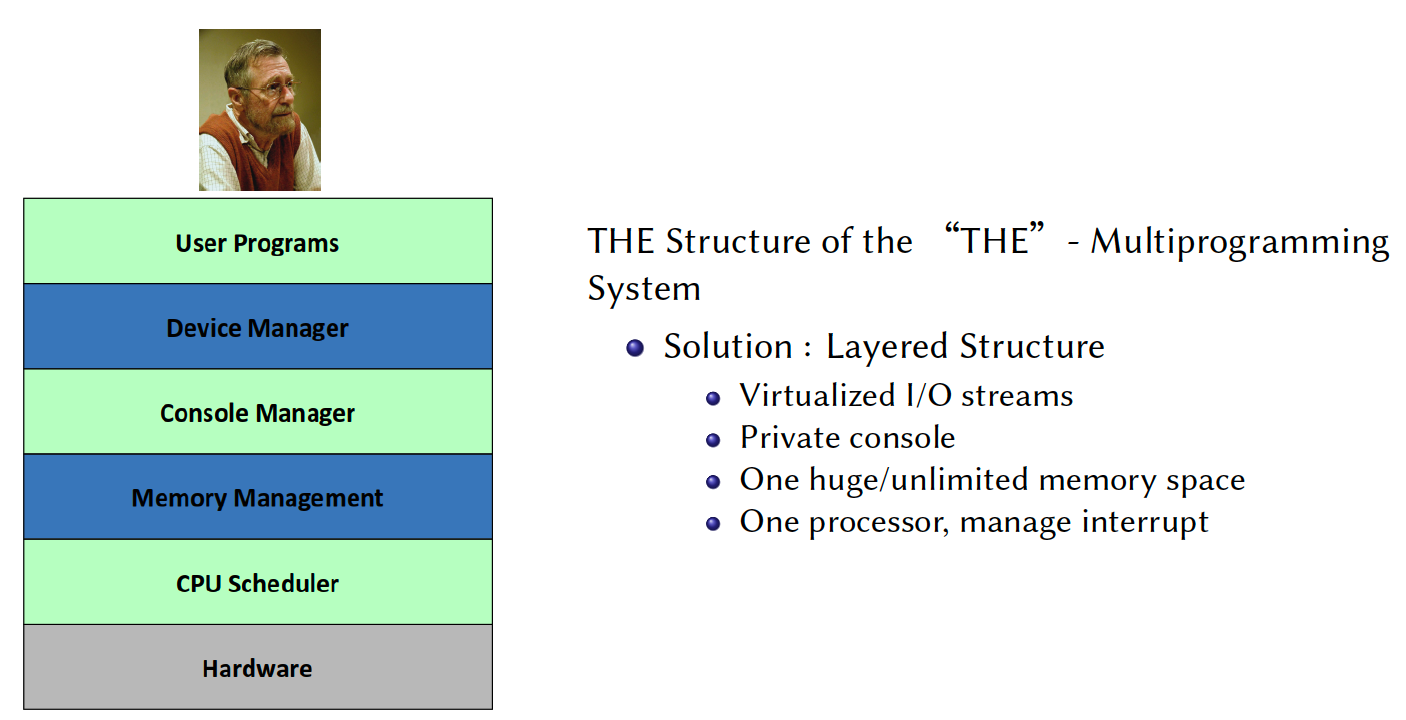 User Programs
Device Manager
Console Manager
Memory Management
CPU Scheduler
Hardware
THE Structure of the “THE” - Multiprogramming
System
Solution : Layered Structure
Virtualized I/O streams
Private console
One huge/unlimited memory space
One processor, manage interrupt